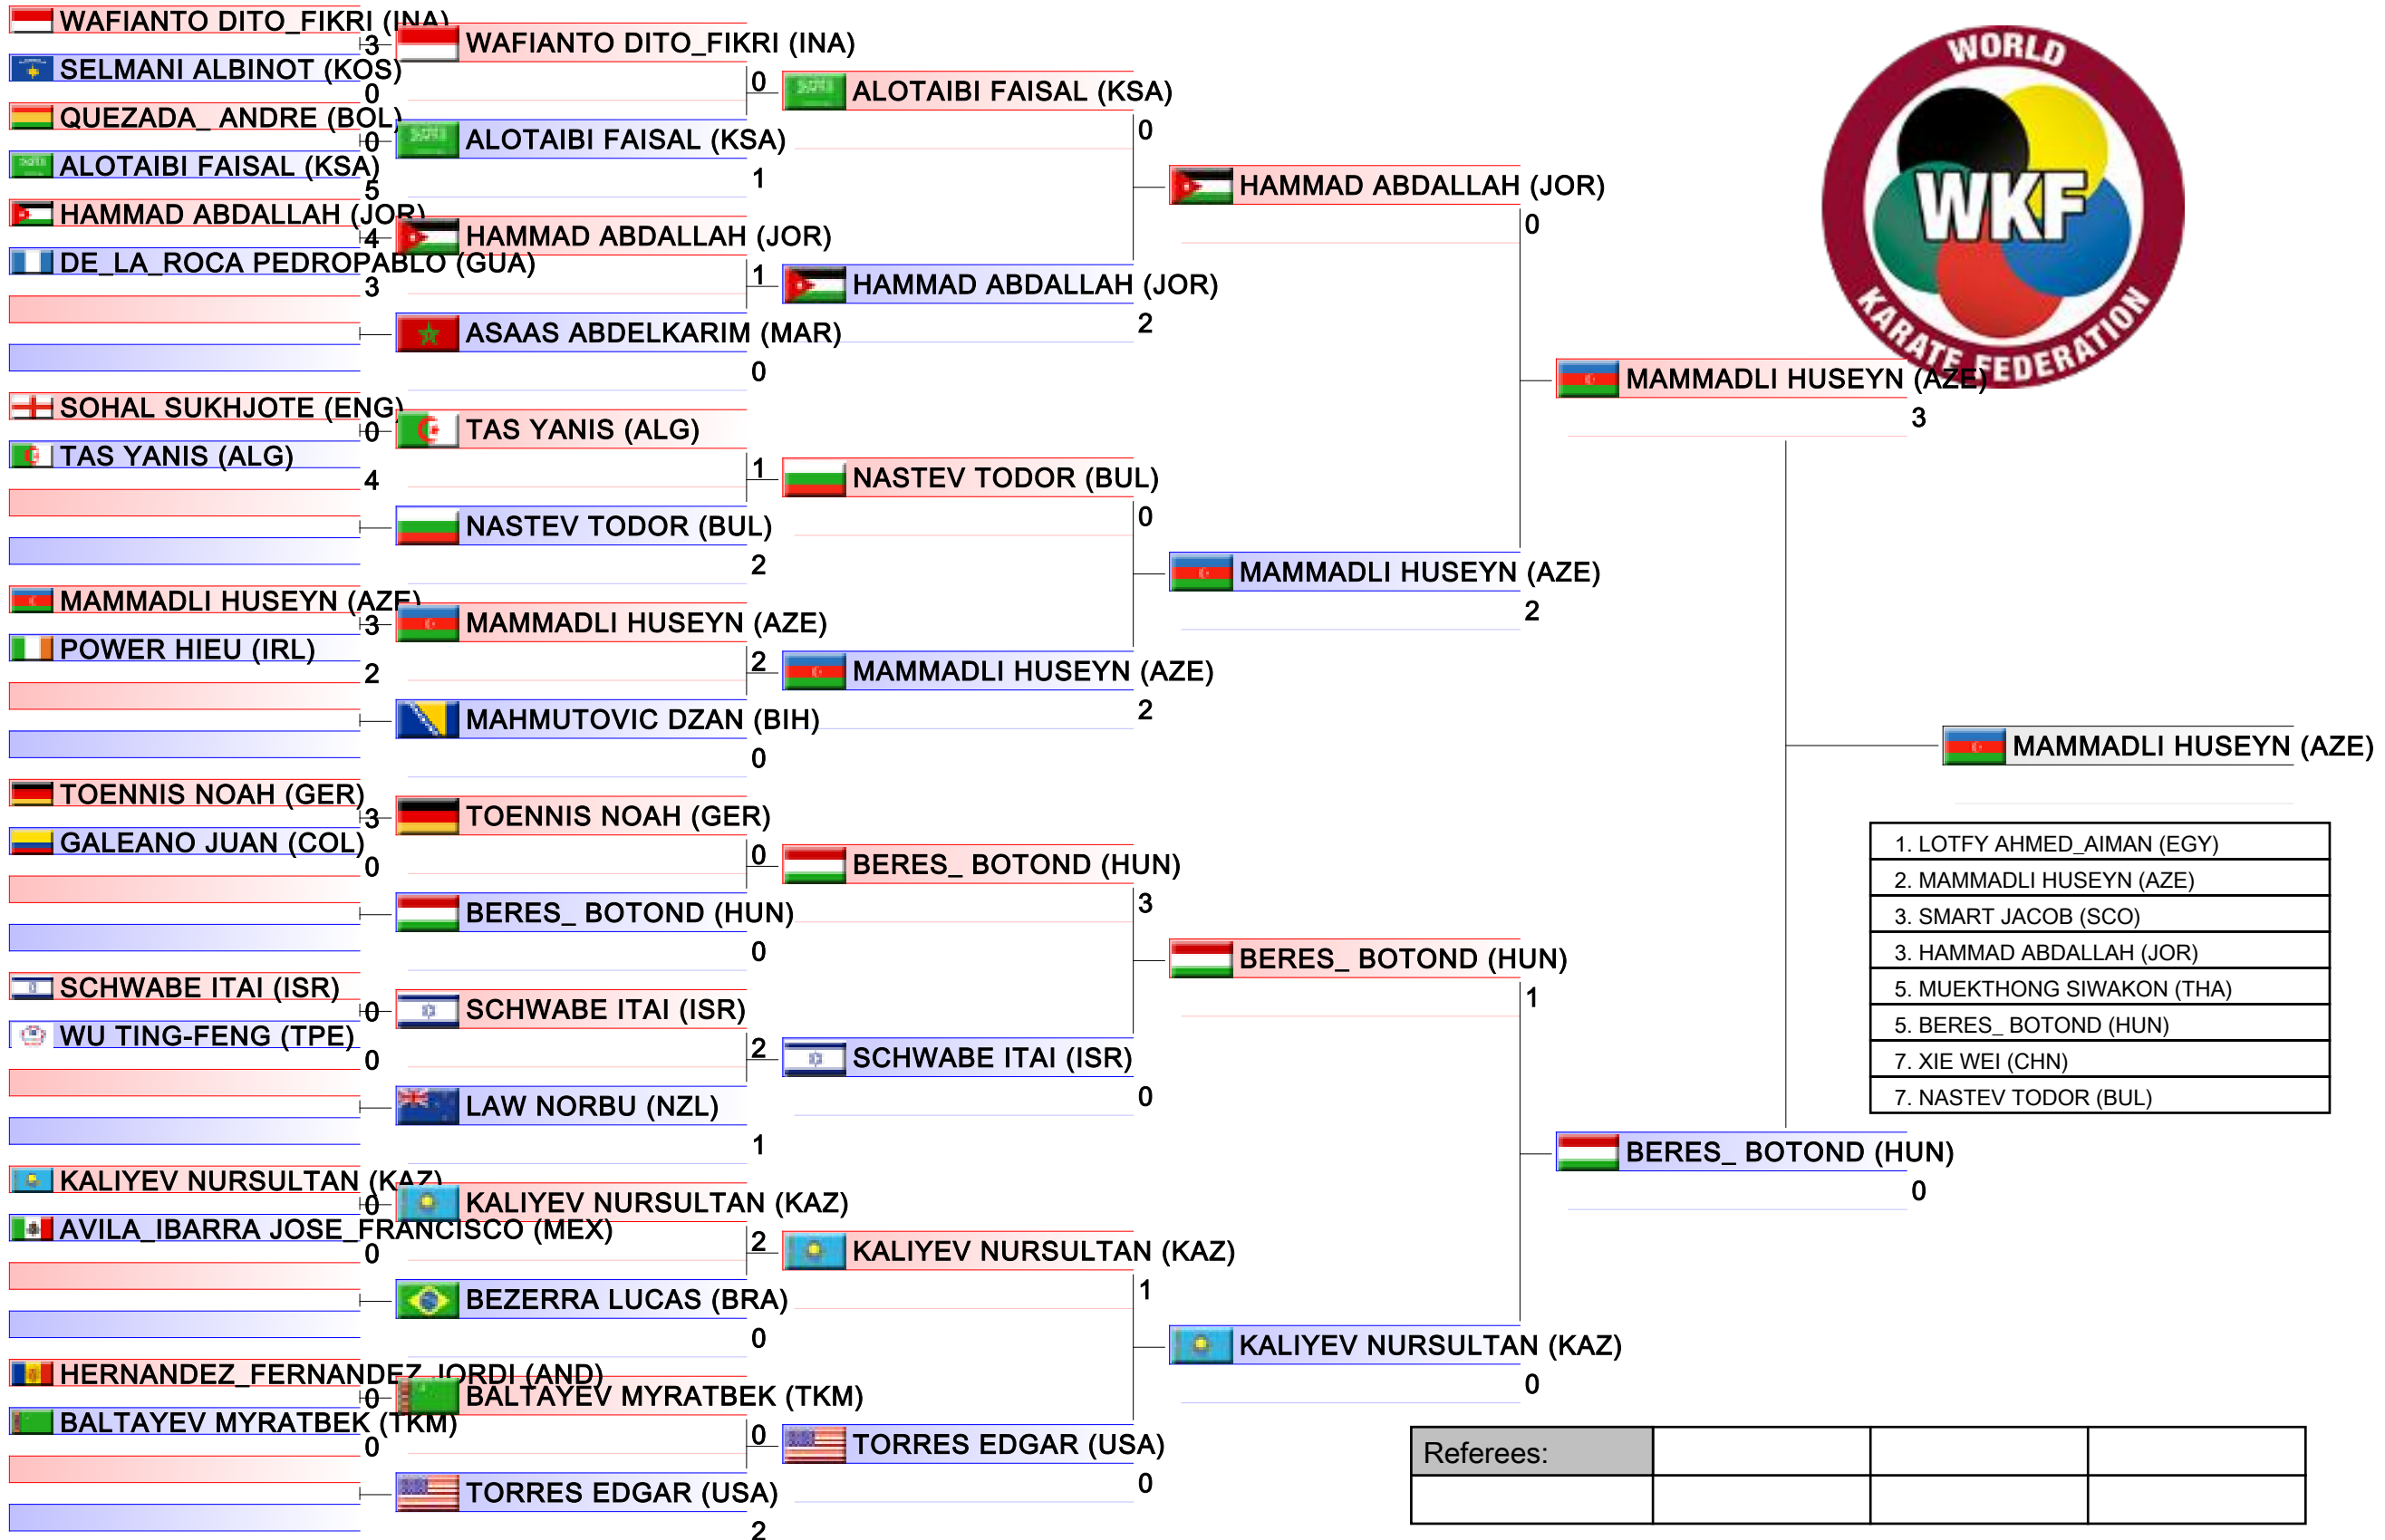 WAFIANTO DITO_FIKRI (INA)
3
SELMANI ALBINOT (KOS)
0
QUEZADA_ ANDRE (BOL)
0
ALOTAIBI FAISAL (KSA)
5
HAMMAD ABDALLAH (JOR)
4
DE_LA_ROCA PEDROPABLO (GUA)
3
SOHAL SUKHJOTE (ENG)
0
TAS YANIS (ALG)
4
MAMMADLI HUSEYN (AZE)
3
POWER HIEU (IRL)
2
TOENNIS NOAH (GER)
3
GALEANO JUAN (COL)
0
SCHWABE ITAI (ISR)
0
WU TING-FENG (TPE)
0
KALIYEV NURSULTAN (KAZ)
0
AVILA_IBARRA JOSE_FRANCISCO (MEX)
0
HERNANDEZ_FERNANDEZ JORDI (AND)
0
BALTAYEV MYRATBEK (TKM)
0
WAFIANTO DITO_FIKRI (INA)
0
ALOTAIBI FAISAL (KSA)
1
HAMMAD ABDALLAH (JOR)
1
ASAAS ABDELKARIM (MAR)
0
TAS YANIS (ALG)
1
NASTEV TODOR (BUL)
2
MAMMADLI HUSEYN (AZE)
2
MAHMUTOVIC DZAN (BIH)
0
TOENNIS NOAH (GER)
0
BERES_ BOTOND (HUN)
0
SCHWABE ITAI (ISR)
2
LAW NORBU (NZL)
1
KALIYEV NURSULTAN (KAZ)
2
BEZERRA LUCAS (BRA)
0
BALTAYEV MYRATBEK (TKM)
0
TORRES EDGAR (USA)
2
ALOTAIBI FAISAL (KSA)
0
HAMMAD ABDALLAH (JOR)
2
NASTEV TODOR (BUL)
0
MAMMADLI HUSEYN (AZE)
2
BERES_ BOTOND (HUN)
3
SCHWABE ITAI (ISR)
0
KALIYEV NURSULTAN (KAZ)
1
TORRES EDGAR (USA)
0
HAMMAD ABDALLAH (JOR)
0
MAMMADLI HUSEYN (AZE)
2
BERES_ BOTOND (HUN)
1
KALIYEV NURSULTAN (KAZ)
0
WORLD
WKF
KARATE FEDERATION
MAMMADLI HUSEYN (AZE)
3
BERES_ BOTOND (HUN)
0
MAMMADLI HUSEYN (AZE)
1. LOTFY AHMED_AIMAN (EGY)
2. MAMMADLI HUSEYN (AZE)
3. SMART JACOB (SCO)
3. HAMMAD ABDALLAH (JOR)
5. MUEKTHONG SIWAKON (THA)
5. BERES_ BOTOND (HUN)
7. XIE WEI (CHN)
7. NASTEV TODOR (BUL)
Referees: